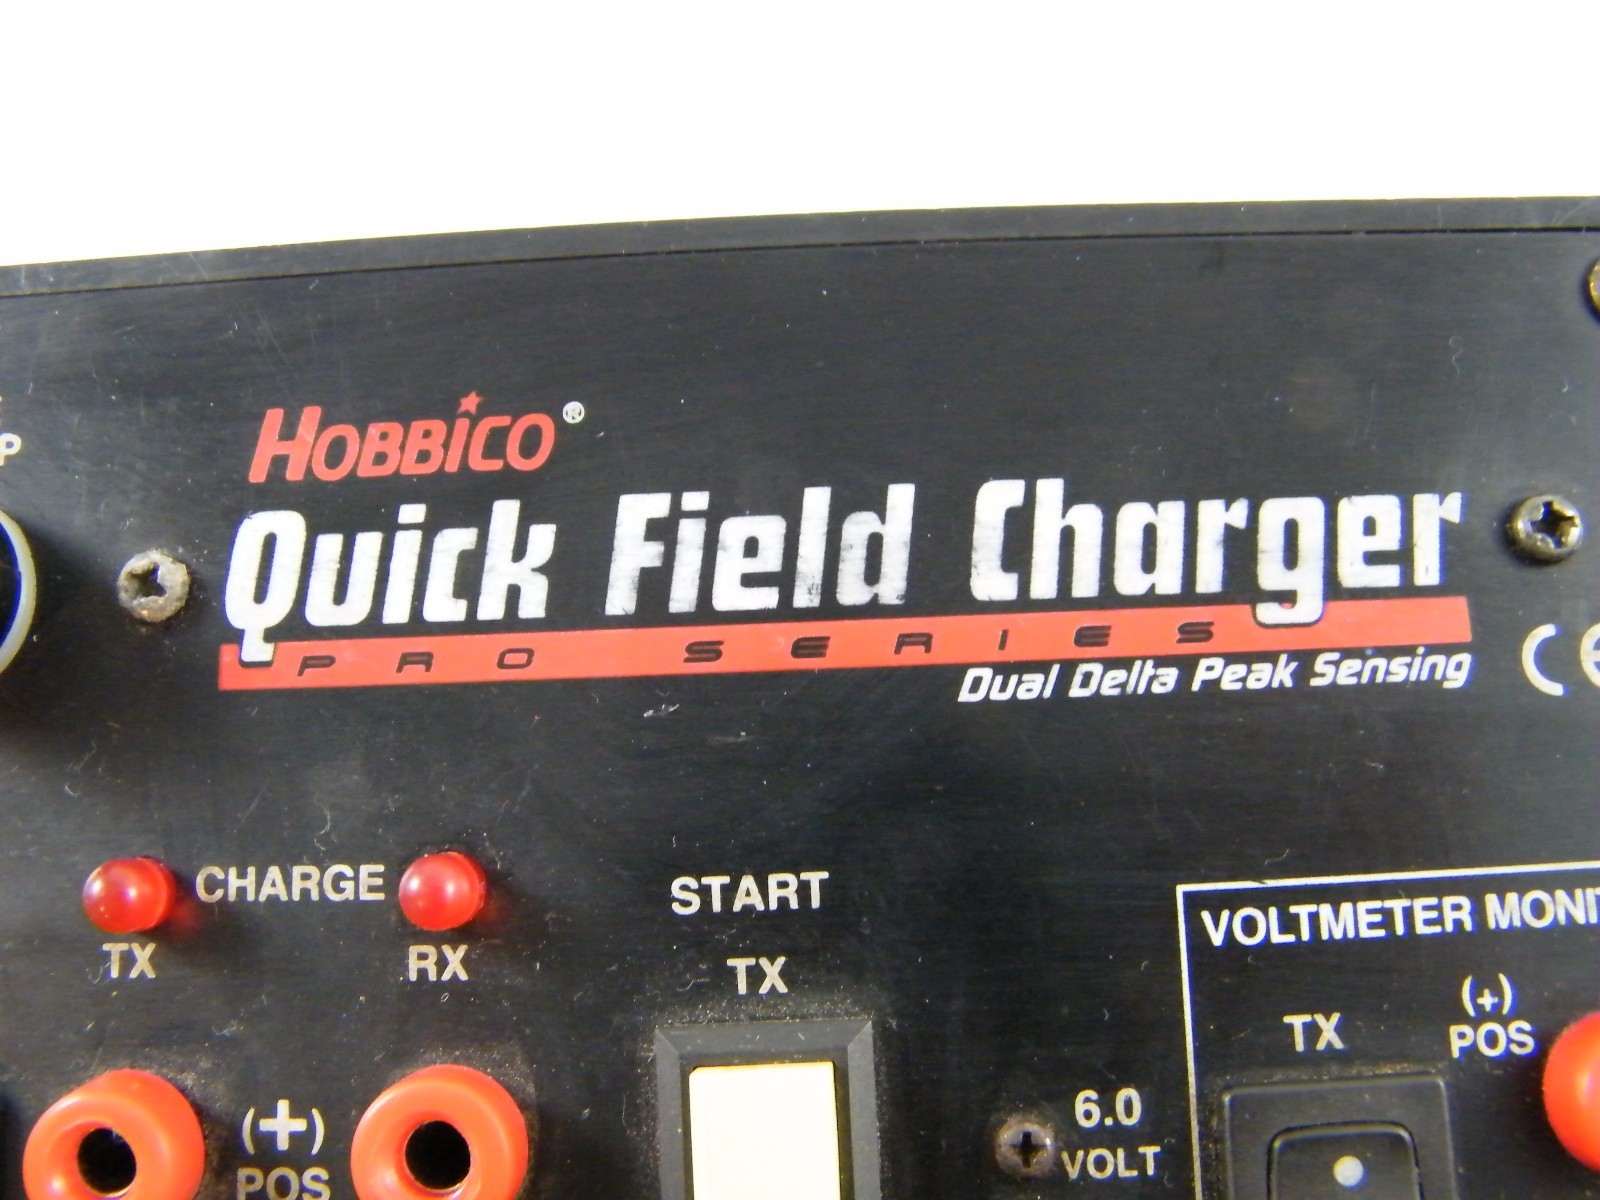 HOBBICO®
Quick Field Charger
PRO SERIES
Dual Delta Peak Sensing
CE
P
CHARGE
TX
RX
START
TX
VOLTMETER MONIT
TX
(+)
POS
(+)
POS
6.0
VOLT